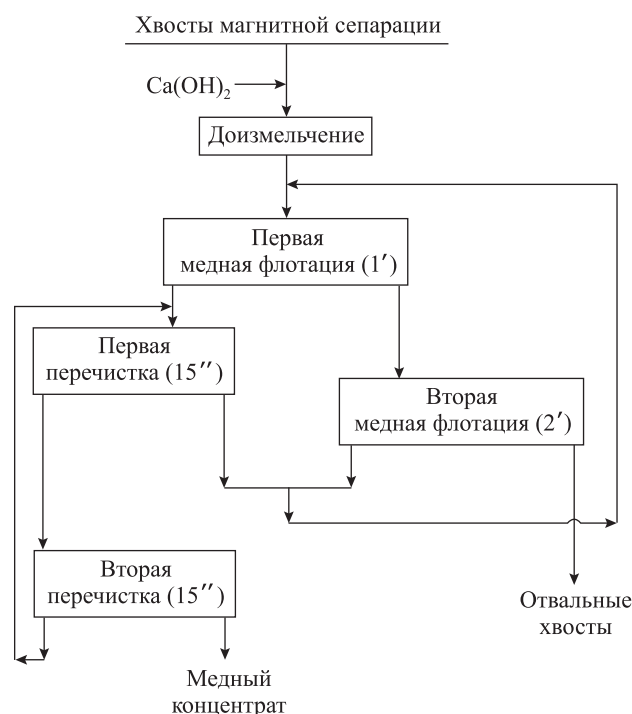 Хвосты магнитной сепарации
Ca(OH)₂
Доизмельчение
Первая
медная флотация (1′)
Первая
перечистка (15″)
Вторая
медная флотация (2′)
Вторая
перечистка (15″)
Отвальные
хвосты
Медный
концентрат